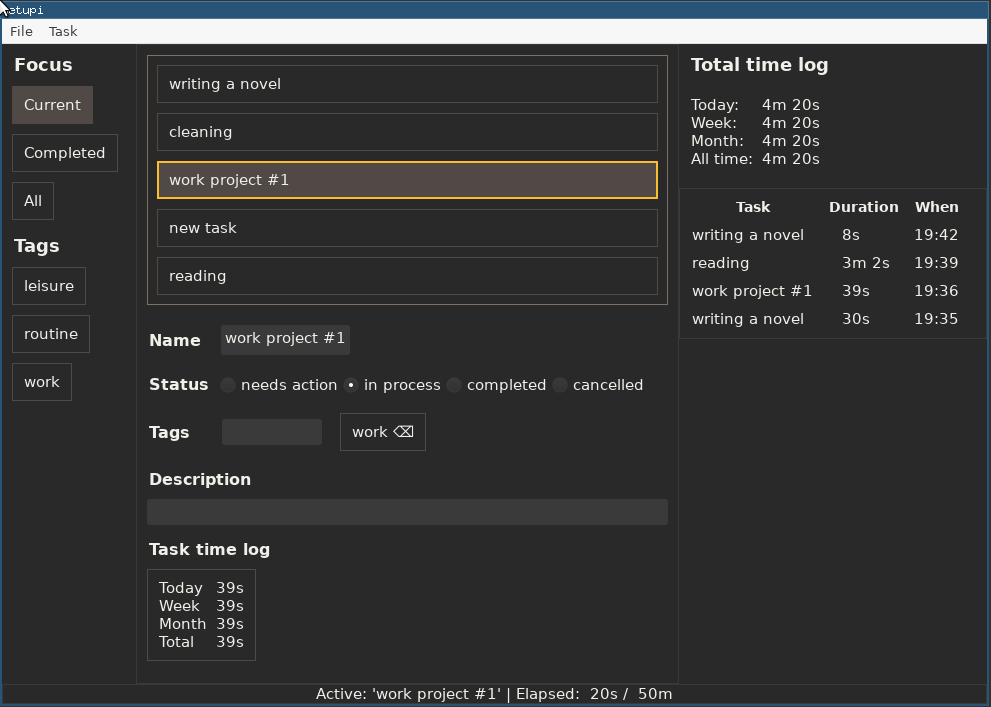 etupi
File Task
Focus
Current
Completed
All
Tags
leisure
routine
work
writing a novel
cleaning
work project #1
new task
reading
Name work project #1
Status needs action in process completed cancelled
Tags work ⌫
Description
Task time log
Today 39s
Week 39s
Month 39s
Total 39s
Total time log
Today: 4m 20s
Week: 4m 20s
Month: 4m 20s
All time: 4m 20s
Task Duration When
writing a novel 8s 19:42
reading 3m 2s 19:39
work project #1 39s 19:36
writing a novel 30s 19:35
Active: 'work project #1' | Elapsed: 20s / 50m